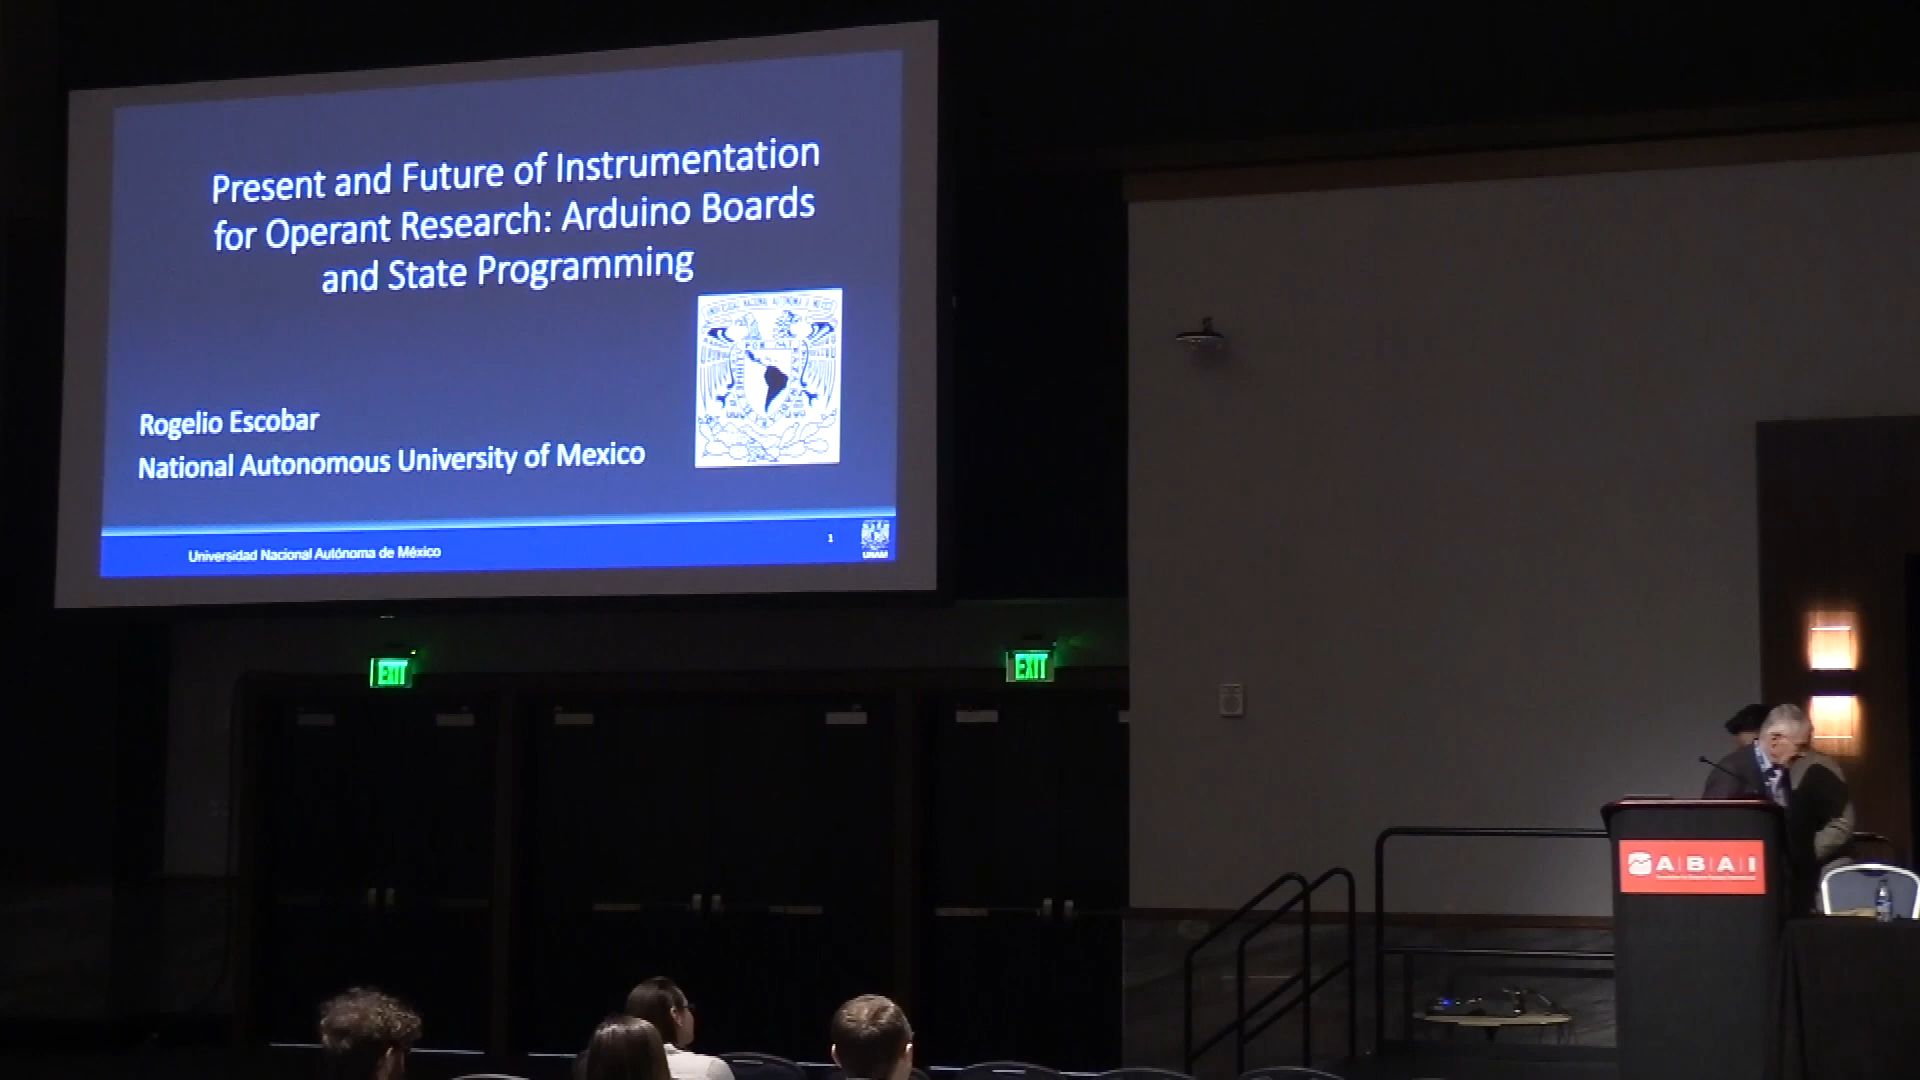 Present and Future of Instrumentation
for Operant Research: Arduino Boards
and State Programming
Rogelio Escobar
National Autonomous University of Mexico
Universidad Nacional Autónoma de México
1
UNAM
EXIT
EXIT
A|B|A|I